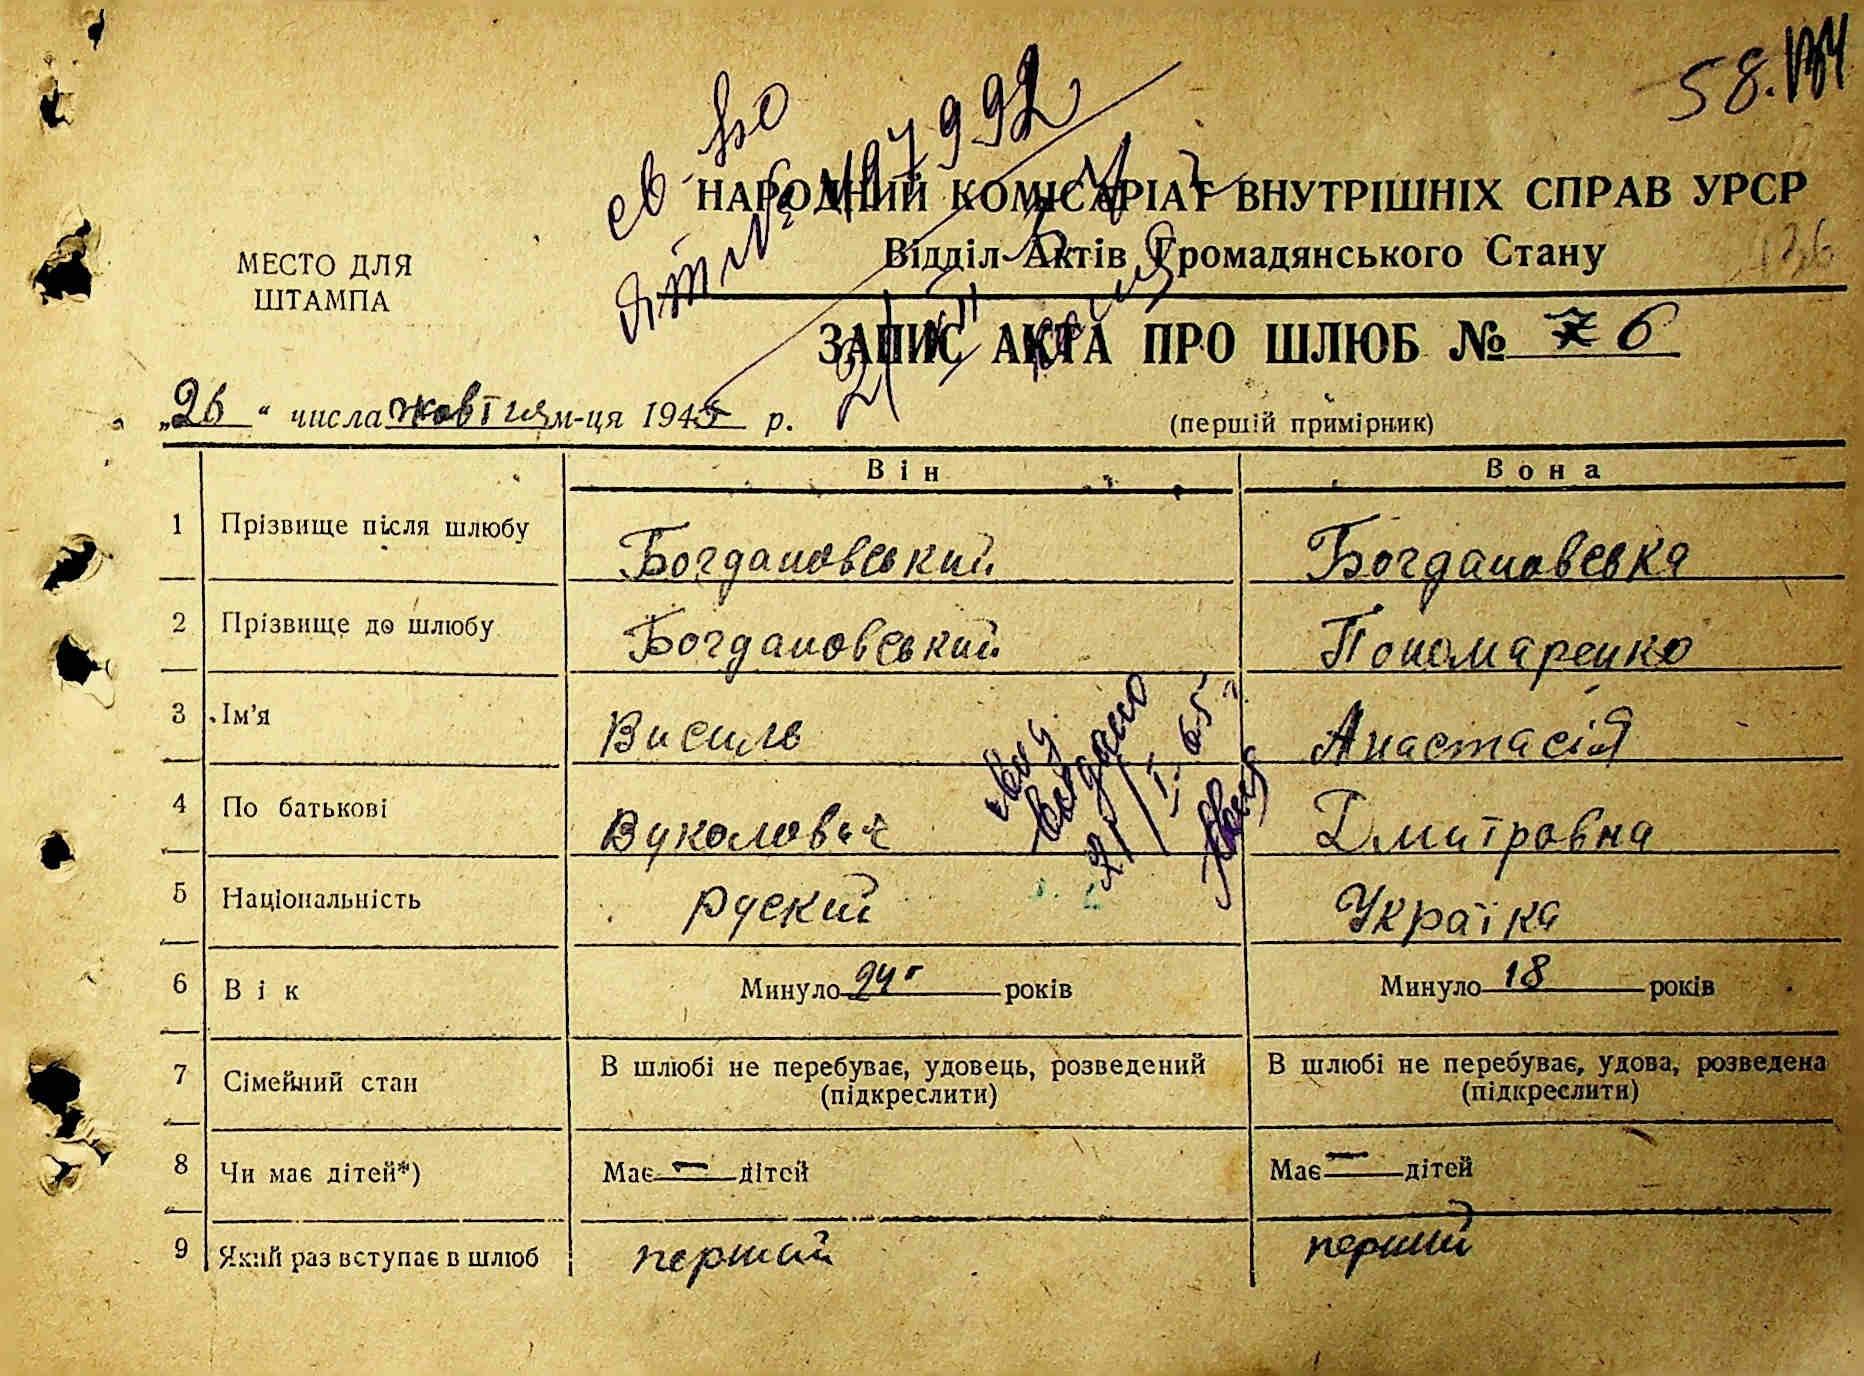 58.
НАРОДНИЙ КОМІСАРІАТ ВНУТРІШНІХ СПРАВ УРСР
Відділ Актів Громадянського Стану
136
МЕСТО ДЛЯ
ШТАМПА
ЗАПИС АКТА ПРО ШЛЮБ № 6
„26“ числа жовтня м-ця 1945 р.
(першій примірник)
Він Вона
1 Прізвище після шлюбу Богдановський Богдановська
2 Прізвище до шлюбу Богдановський Пономаренко
3 Ім'я Василь Анастасія
4 По батькові Вуколович Дмитровна
5 Національність руский Українка
6 Вік Минуло 24 г років Минуло 18 років
7 Сімейний стан В шлюбі не перебуває, удовець, розведений В шлюбі не перебуває, удова, розведена
(підкреслити) (підкреслити)
8 Чи має дітей*) Має — дітей Має — дітей
9 Який раз вступає в шлюб перший перший